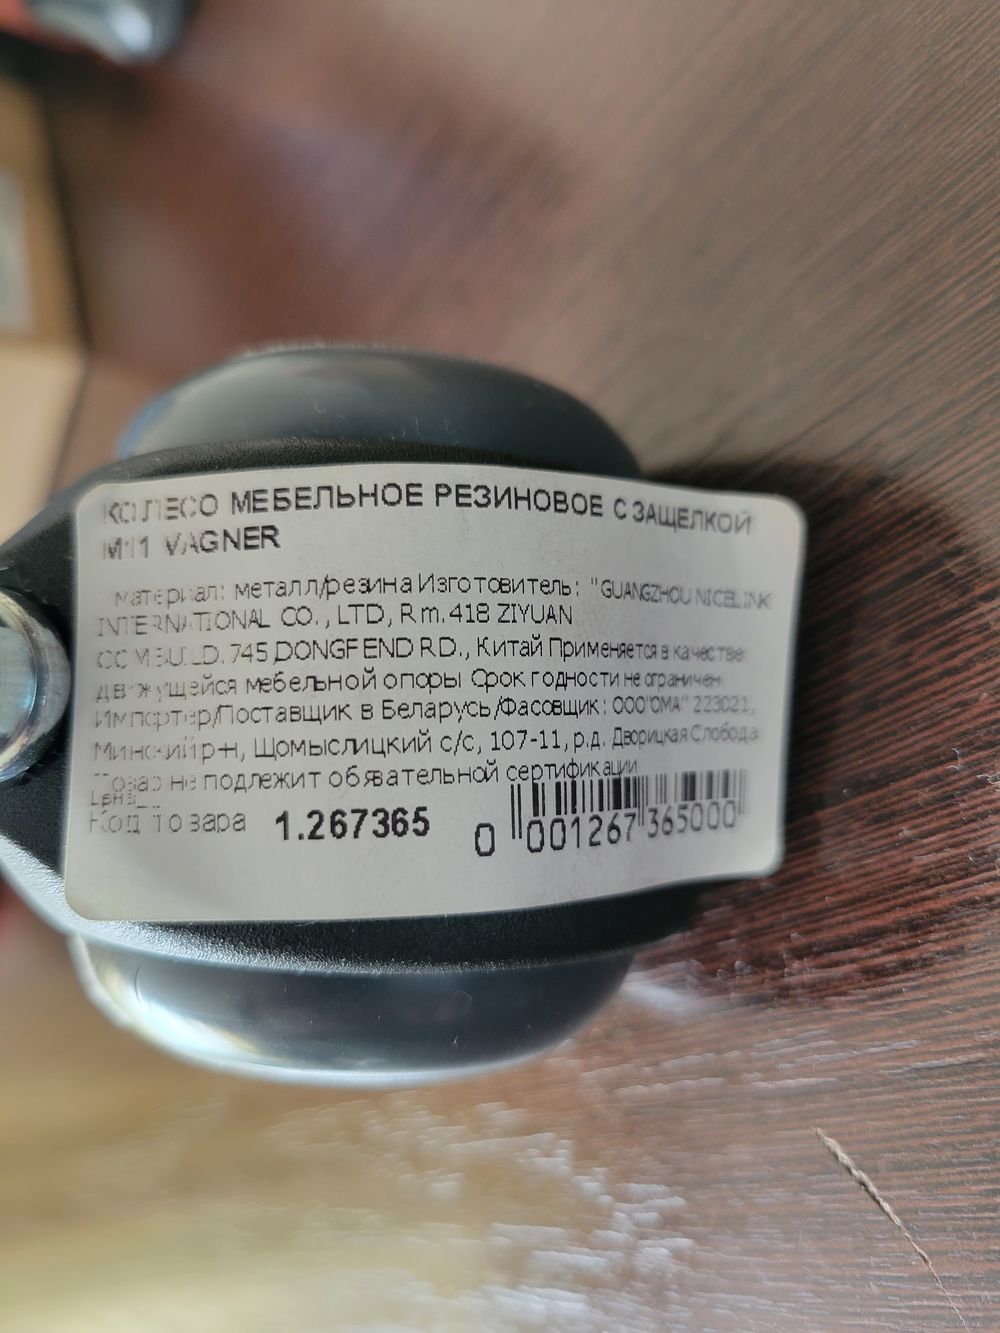 КОЛЕСО МЕБЕЛЬНОЕ РЕЗИНОВОЕ С ЗАЩЕЛКОЙ
М11 VAGNER
Материал: металл/резина Изготовитель: "GUANGZHOU NICELINK
INTERNATIONAL CO., LTD, Rm.418 ZIYUAN
COMBUILD.745 DONGFEND RD., Китай Применяется в качестве
движущейся мебельной опоры Срок годности не ограничен
Импортер/Поставщик в Беларусь/Фасовщик: ООО"ОМА" 223021,
Минский р-н, Щомыслицкий с/с, 107-11, р.д. Дворицкая Слобода
Товар не подлежит обязательной сертификации
Цена
Код товара 1.267365 0 001267 365000